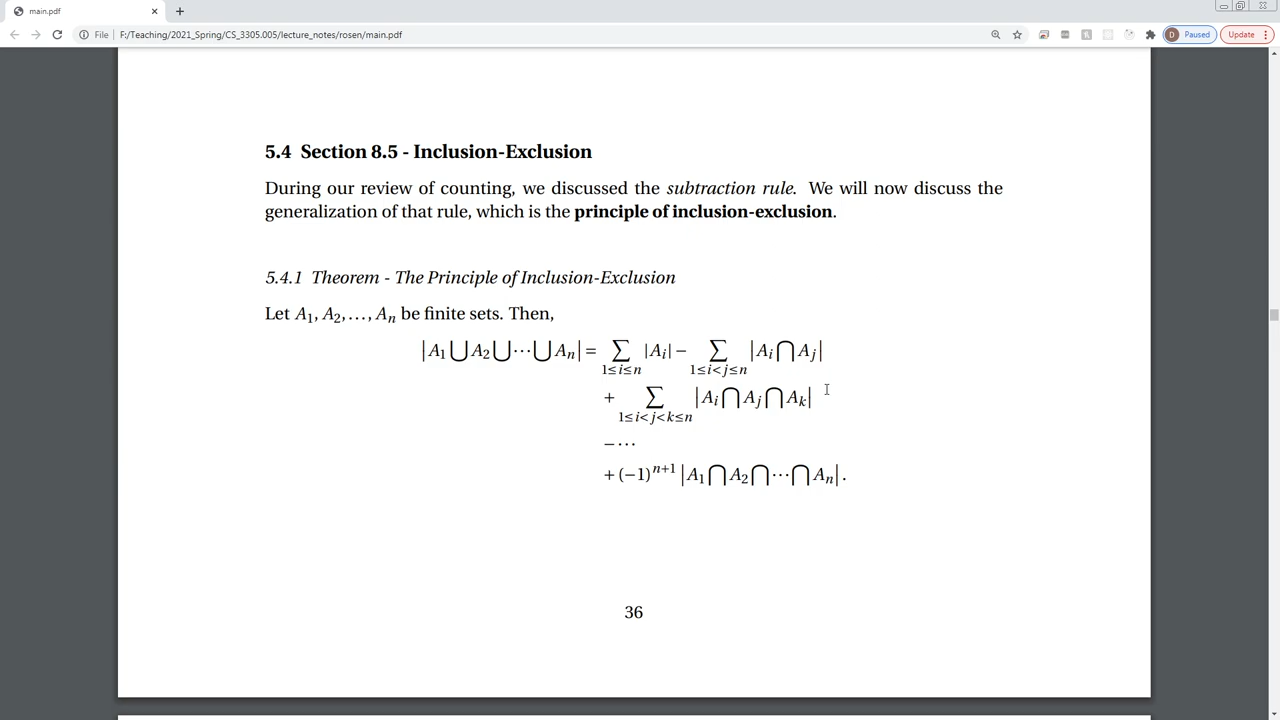 main.pdf
File F:/Teaching/2021_Spring/CS_3305.005/lecture_notes/rosen/main.pdf D Paused Update
5.4 Section 8.5 - Inclusion-Exclusion
During our review of counting, we discussed the subtraction rule. We will now discuss the
generalization of that rule, which is the principle of inclusion-exclusion.
5.4.1 Theorem - The Principle of Inclusion-Exclusion
Let A₁, A₂, …, Aₙ be finite sets. Then,
|A₁ ⋃ A₂ ⋃ ⋯ ⋃ Aₙ| = ∑ |Aᵢ| − ∑ |Aᵢ ⋂ Aⱼ|
1≤i≤n 1≤i<j≤n
+ ∑ |Aᵢ ⋂ Aⱼ ⋂ Aₖ|
1≤i<j<k≤n
− ⋯
+ (−1)ⁿ⁺¹ |A₁ ⋂ A₂ ⋂ ⋯ ⋂ Aₙ|.
36